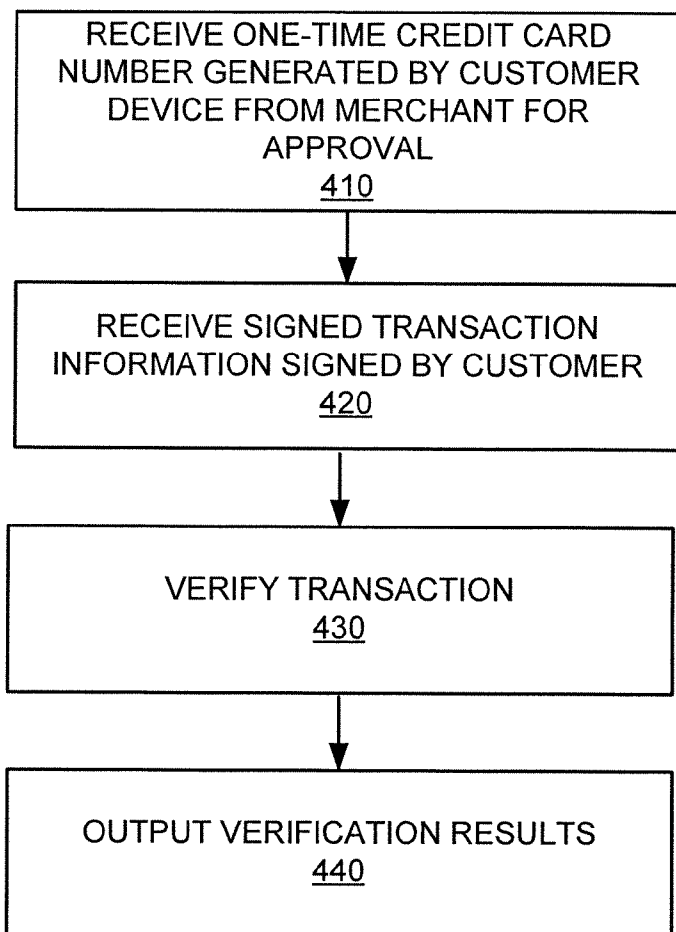 RECEIVE ONE-TIME CREDIT CARD
NUMBER GENERATED BY CUSTOMER
DEVICE FROM MERCHANT FOR
APPROVAL
410
RECEIVE SIGNED TRANSACTION
INFORMATION SIGNED BY CUSTOMER
420
VERIFY TRANSACTION
430
OUTPUT VERIFICATION RESULTS
440